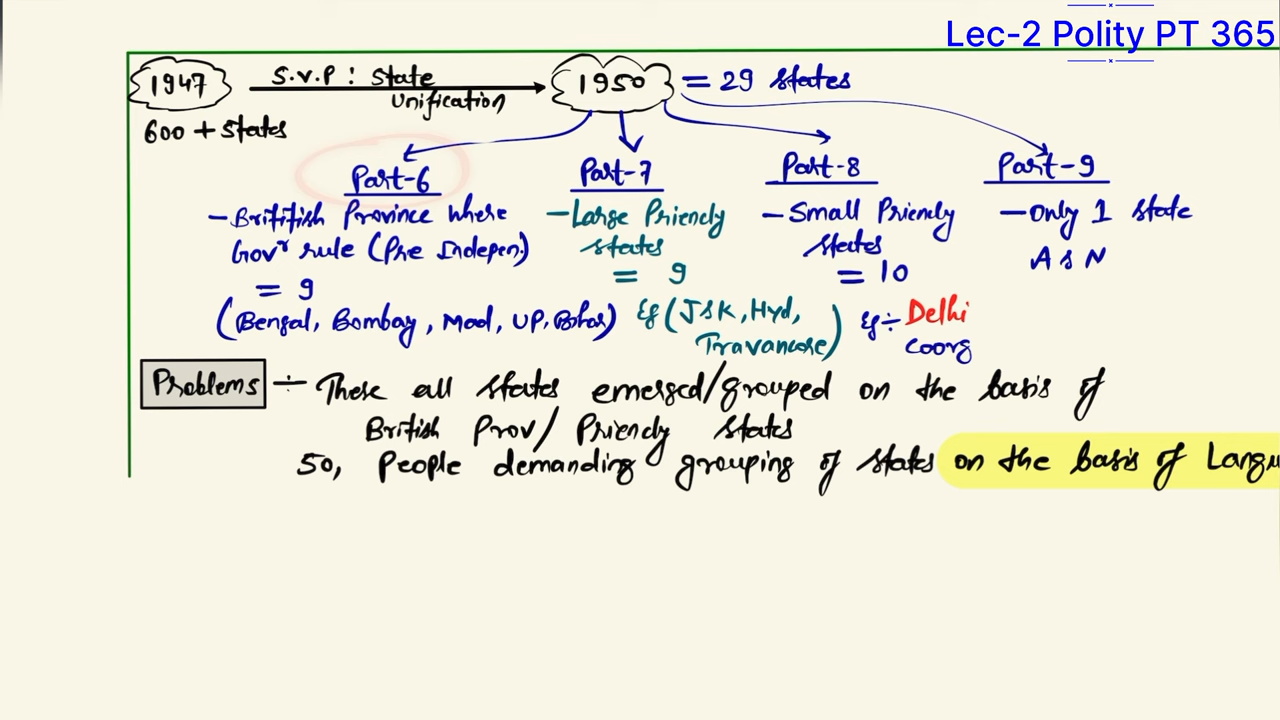 Lec-2 Polity PT 365
1947 S.V.P : State Unification 1950 = 29 states
600 + states
Part-6
- Britifish Province where
Govr rule (Pre Indepen.)
= 9
(Bengal, Bombay, Mad, UP, Bihar)
Part-7
- Large Priencly
states
= 9
Eg (J&K, Hyd,
Travancore)
Part-8
- Small Priencly
states
= 10
Eg ÷ Delhi
Coorg
Part-9
- Only 1 state
A & N
Problems ÷ These all states emerged/grouped on the basis of
British Prov/ Priencly states
So, People demanding grouping of states on the basis of Langu